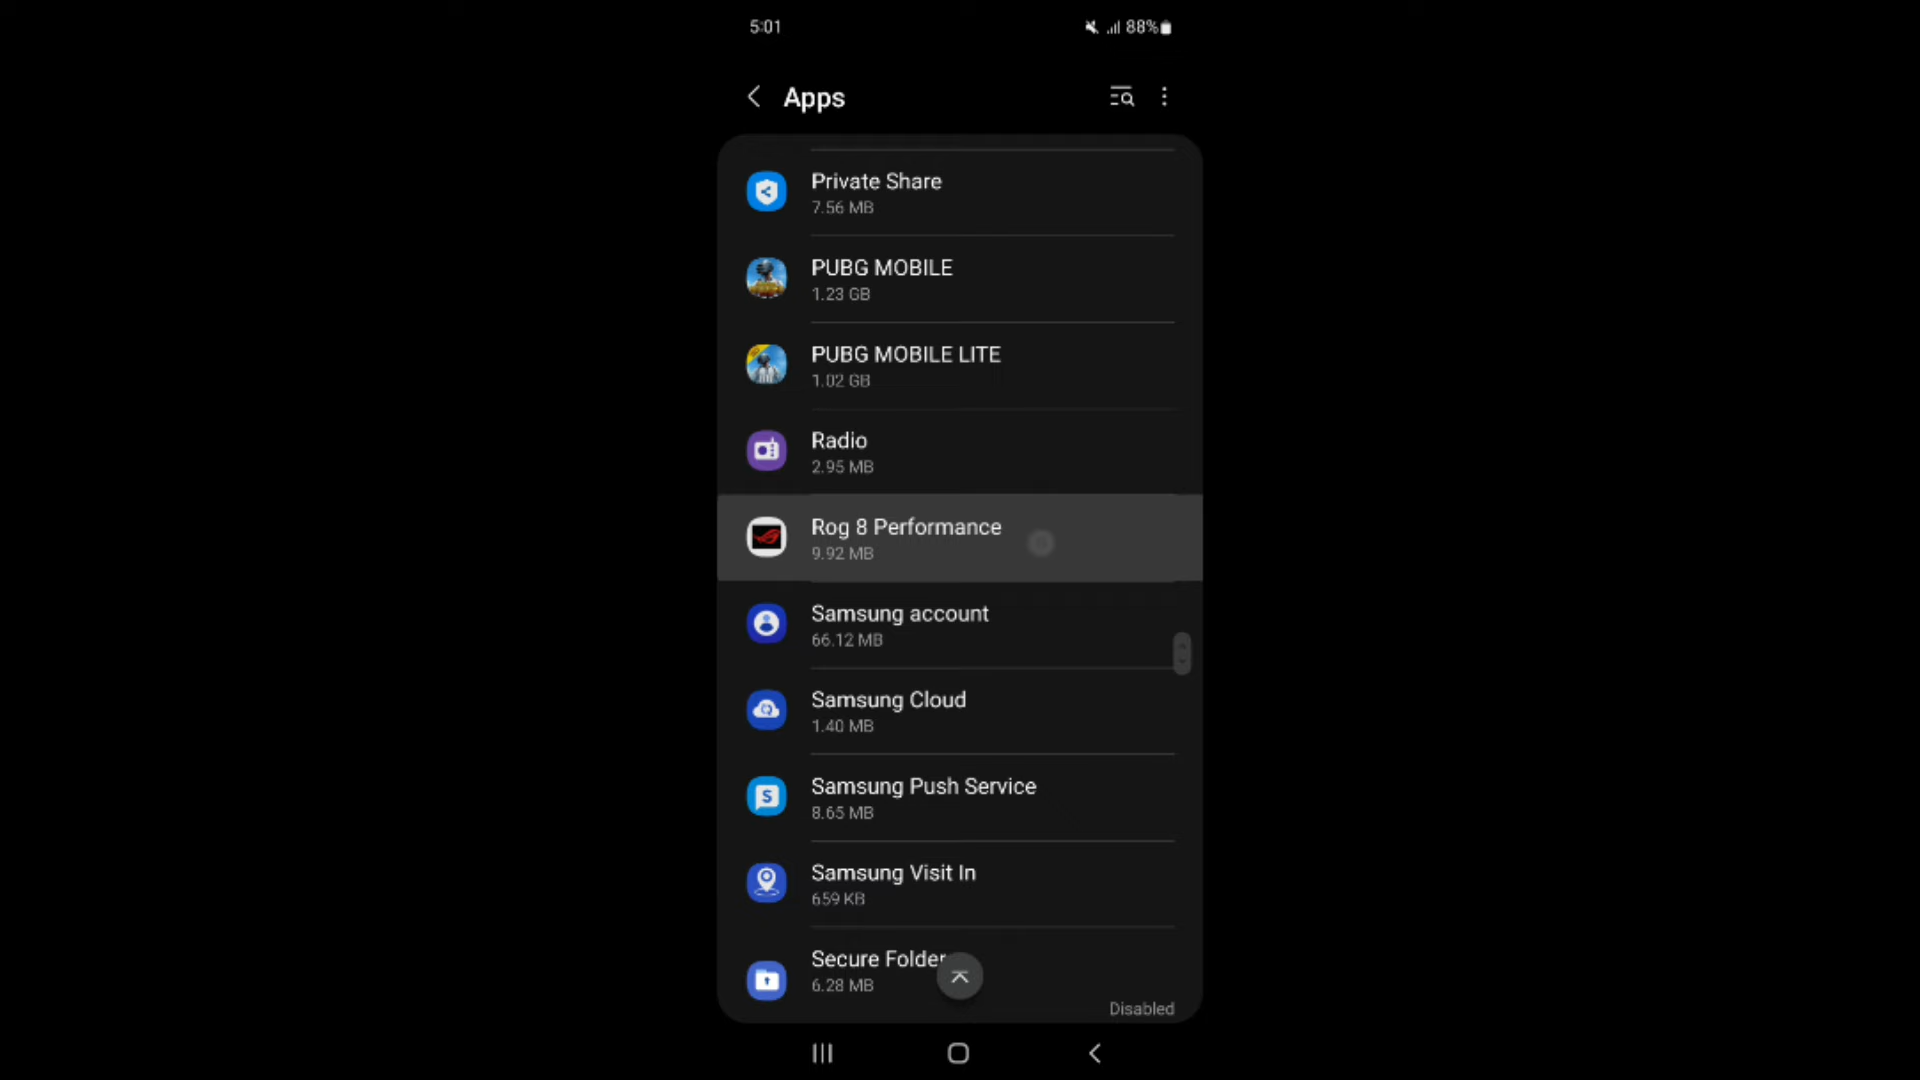 5:01
88%
Apps
Private Share
7.56 MB
PUBG MOBILE
1.23 GB
PUBG MOBILE LITE
1.02 GB
Radio
2.95 MB
Rog 8 Performance
9.92 MB
Samsung account
66.12 MB
Samsung Cloud
1.40 MB
Samsung Push Service
8.65 MB
Samsung Visit In
659 KB
Secure Folder
6.28 MB
Disabled